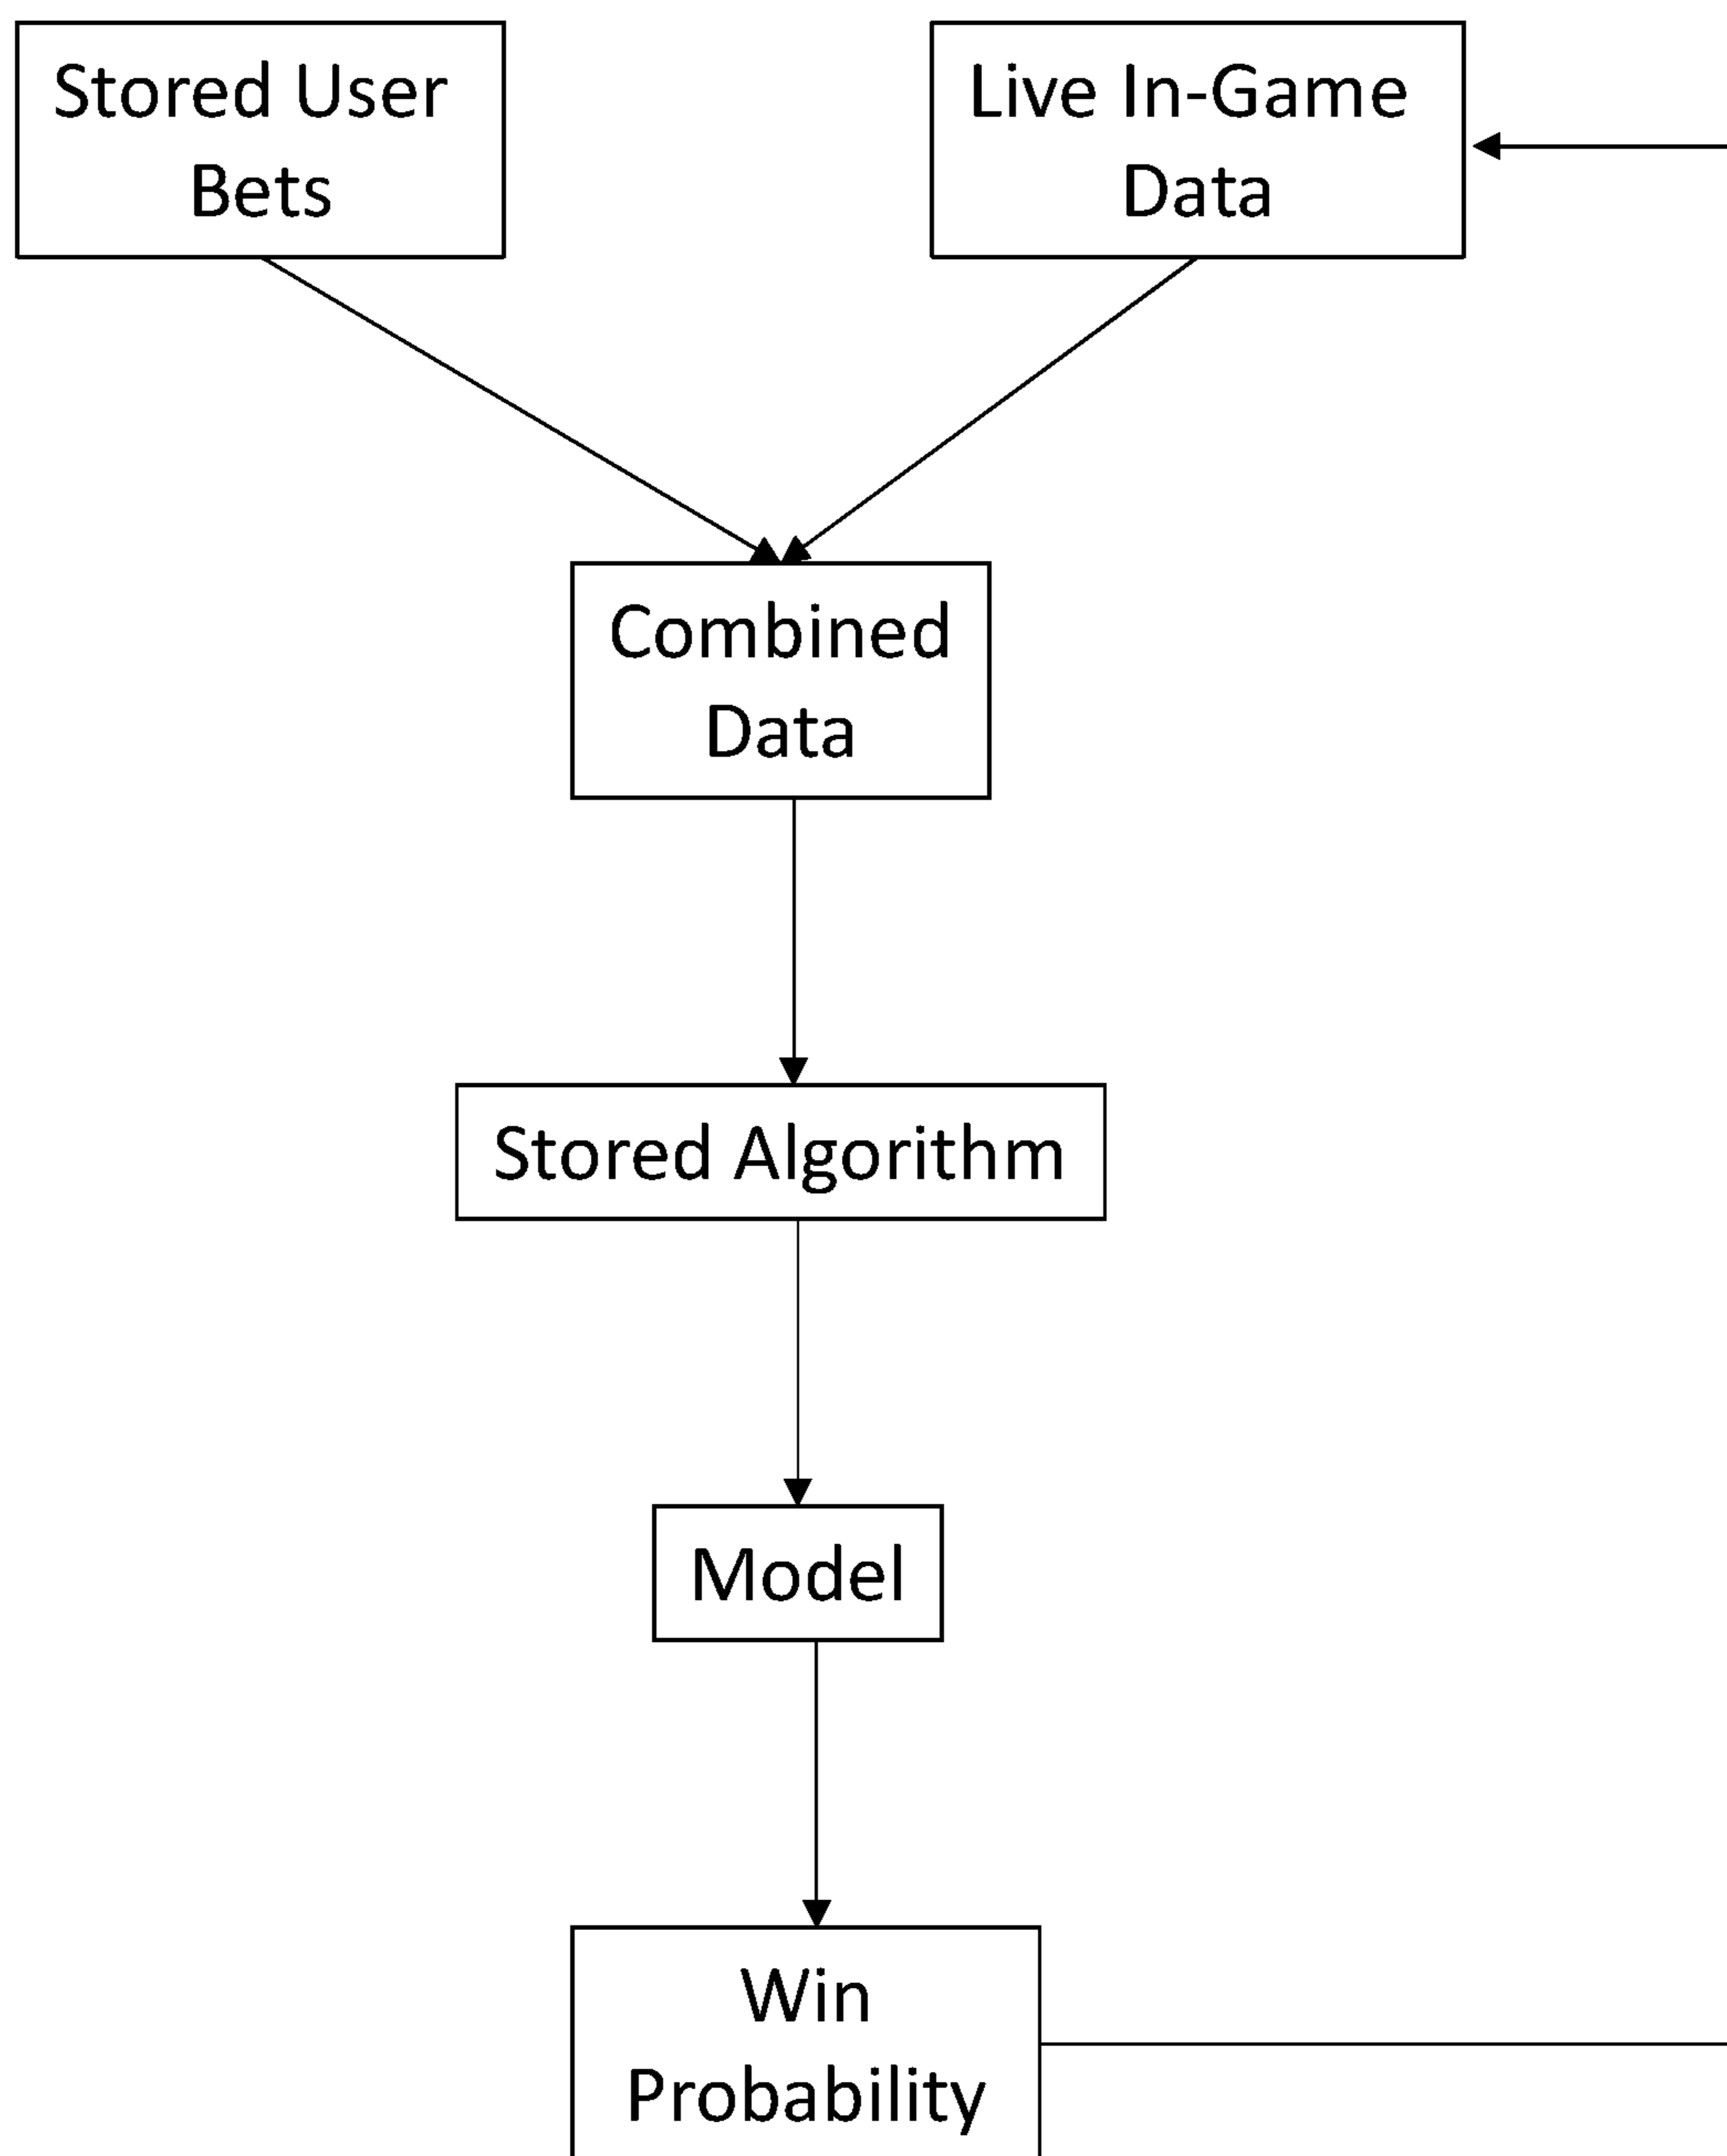 Stored User
Bets
Live In-Game
Data
Combined
Data
Stored Algorithm
Model
Win
Probability